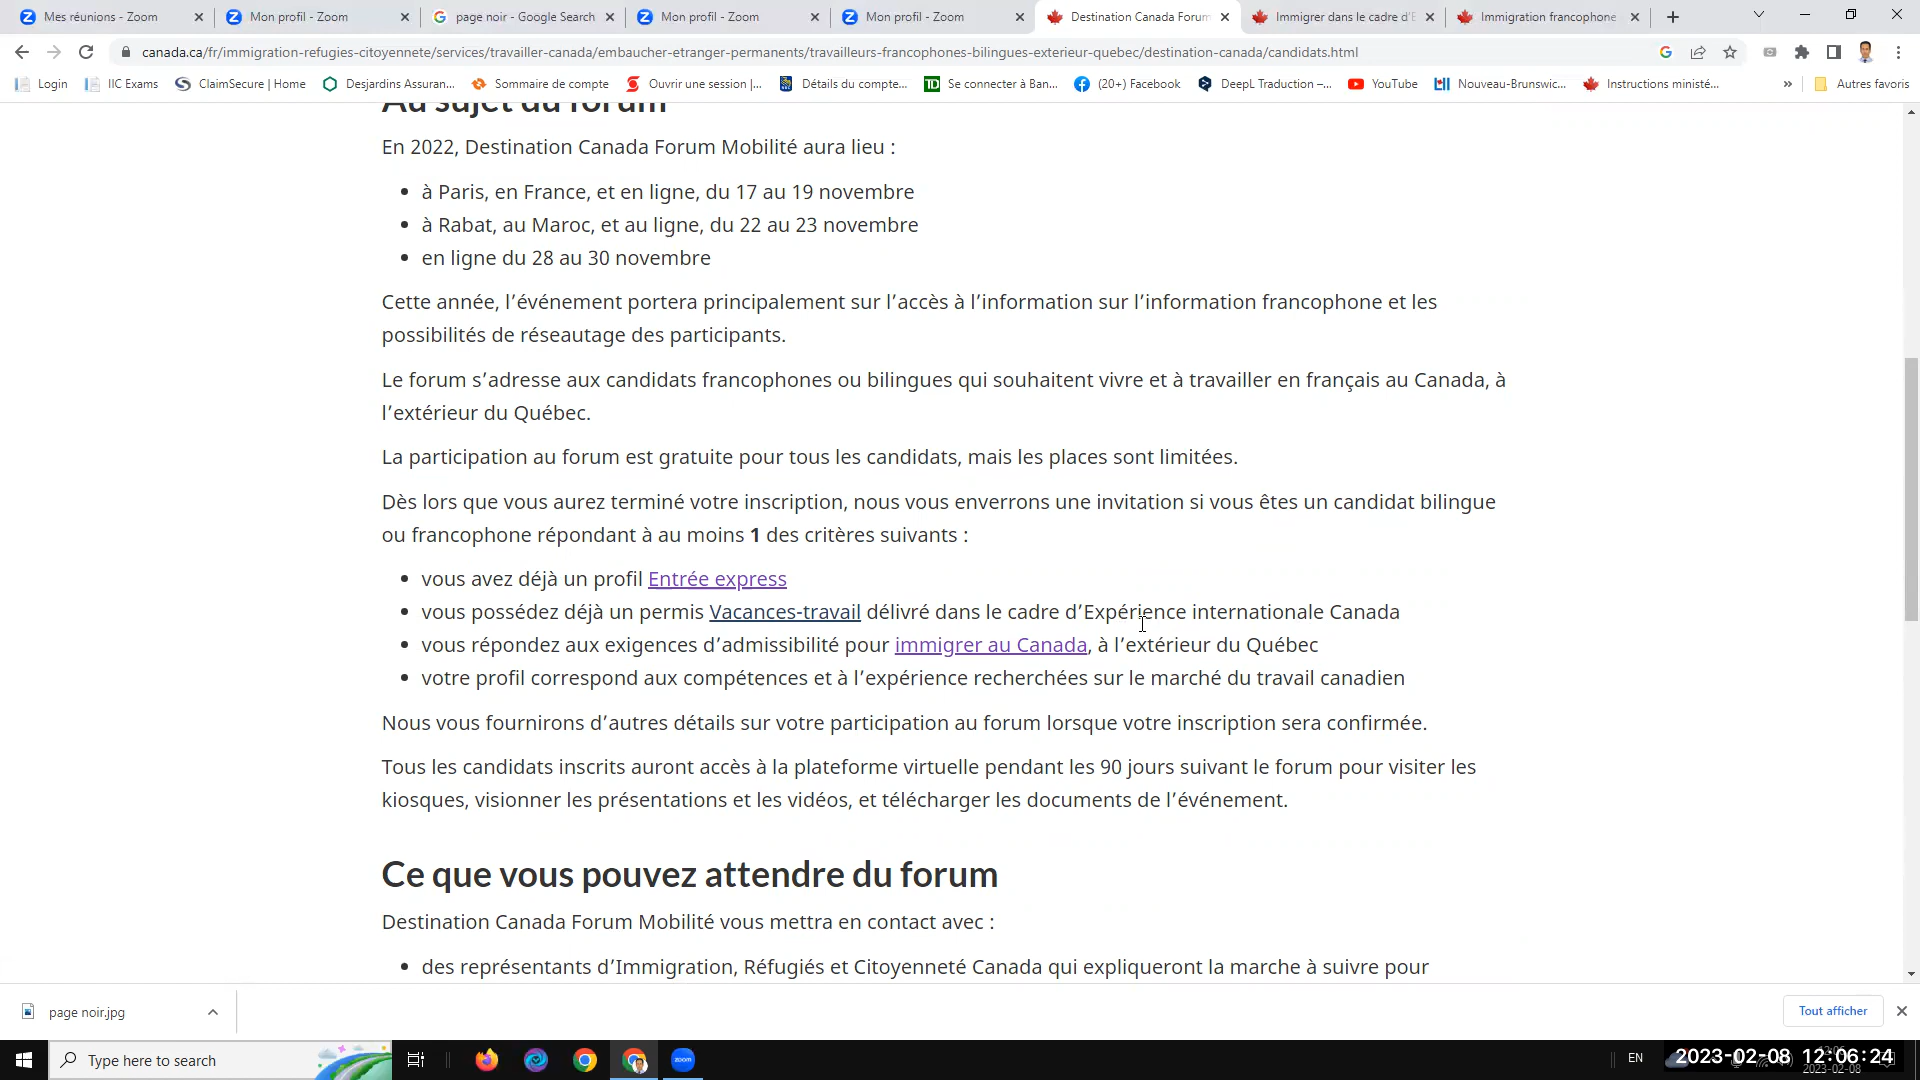 Mes réunions - Zoom
Mon profil - Zoom
page noir - Google Search
Mon profil - Zoom
Mon profil - Zoom
Destination Canada Forum
Immigrer dans le cadre d'E
Immigration francophone
canada.ca/fr/immigration-refugies-citoyennete/services/travailler-canada/embaucher-etranger-permanents/travailleurs-francophones-bilingues-exterieur-quebec/destination-canada/candidats.html
Login
IIC Exams
ClaimSecure | Home
Desjardins Assuran...
Sommaire de compte
Ouvrir une session |...
Détails du compte...
Se connecter à Ban...
(20+) Facebook
DeepL Traduction –...
YouTube
Nouveau-Brunswic...
Instructions ministé...
»
Autres favoris
Au sujet du forum
En 2022, Destination Canada Forum Mobilité aura lieu :
• à Paris, en France, et en ligne, du 17 au 19 novembre
• à Rabat, au Maroc, et au ligne, du 22 au 23 novembre
• en ligne du 28 au 30 novembre
Cette année, l’événement portera principalement sur l’accès à l’information sur l’information francophone et les
possibilités de réseautage des participants.
Le forum s’adresse aux candidats francophones ou bilingues qui souhaitent vivre et à travailler en français au Canada, à
l’extérieur du Québec.
La participation au forum est gratuite pour tous les candidats, mais les places sont limitées.
Dès lors que vous aurez terminé votre inscription, nous vous enverrons une invitation si vous êtes un candidat bilingue
ou francophone répondant à au moins 1 des critères suivants :
• vous avez déjà un profil Entrée express
• vous possédez déjà un permis Vacances-travail délivré dans le cadre d’Expérience internationale Canada
• vous répondez aux exigences d’admissibilité pour immigrer au Canada, à l’extérieur du Québec
• votre profil correspond aux compétences et à l’expérience recherchées sur le marché du travail canadien
Nous vous fournirons d’autres détails sur votre participation au forum lorsque votre inscription sera confirmée.
Tous les candidats inscrits auront accès à la plateforme virtuelle pendant les 90 jours suivant le forum pour visiter les
kiosques, visionner les présentations et les vidéos, et télécharger les documents de l’événement.
Ce que vous pouvez attendre du forum
Destination Canada Forum Mobilité vous mettra en contact avec :
• des représentants d’Immigration, Réfugiés et Citoyenneté Canada qui expliqueront la marche à suivre pour
page noir.jpg
Tout afficher
Type here to search
zoom
EN
2023-02-08 12:06:24
2023-02-08